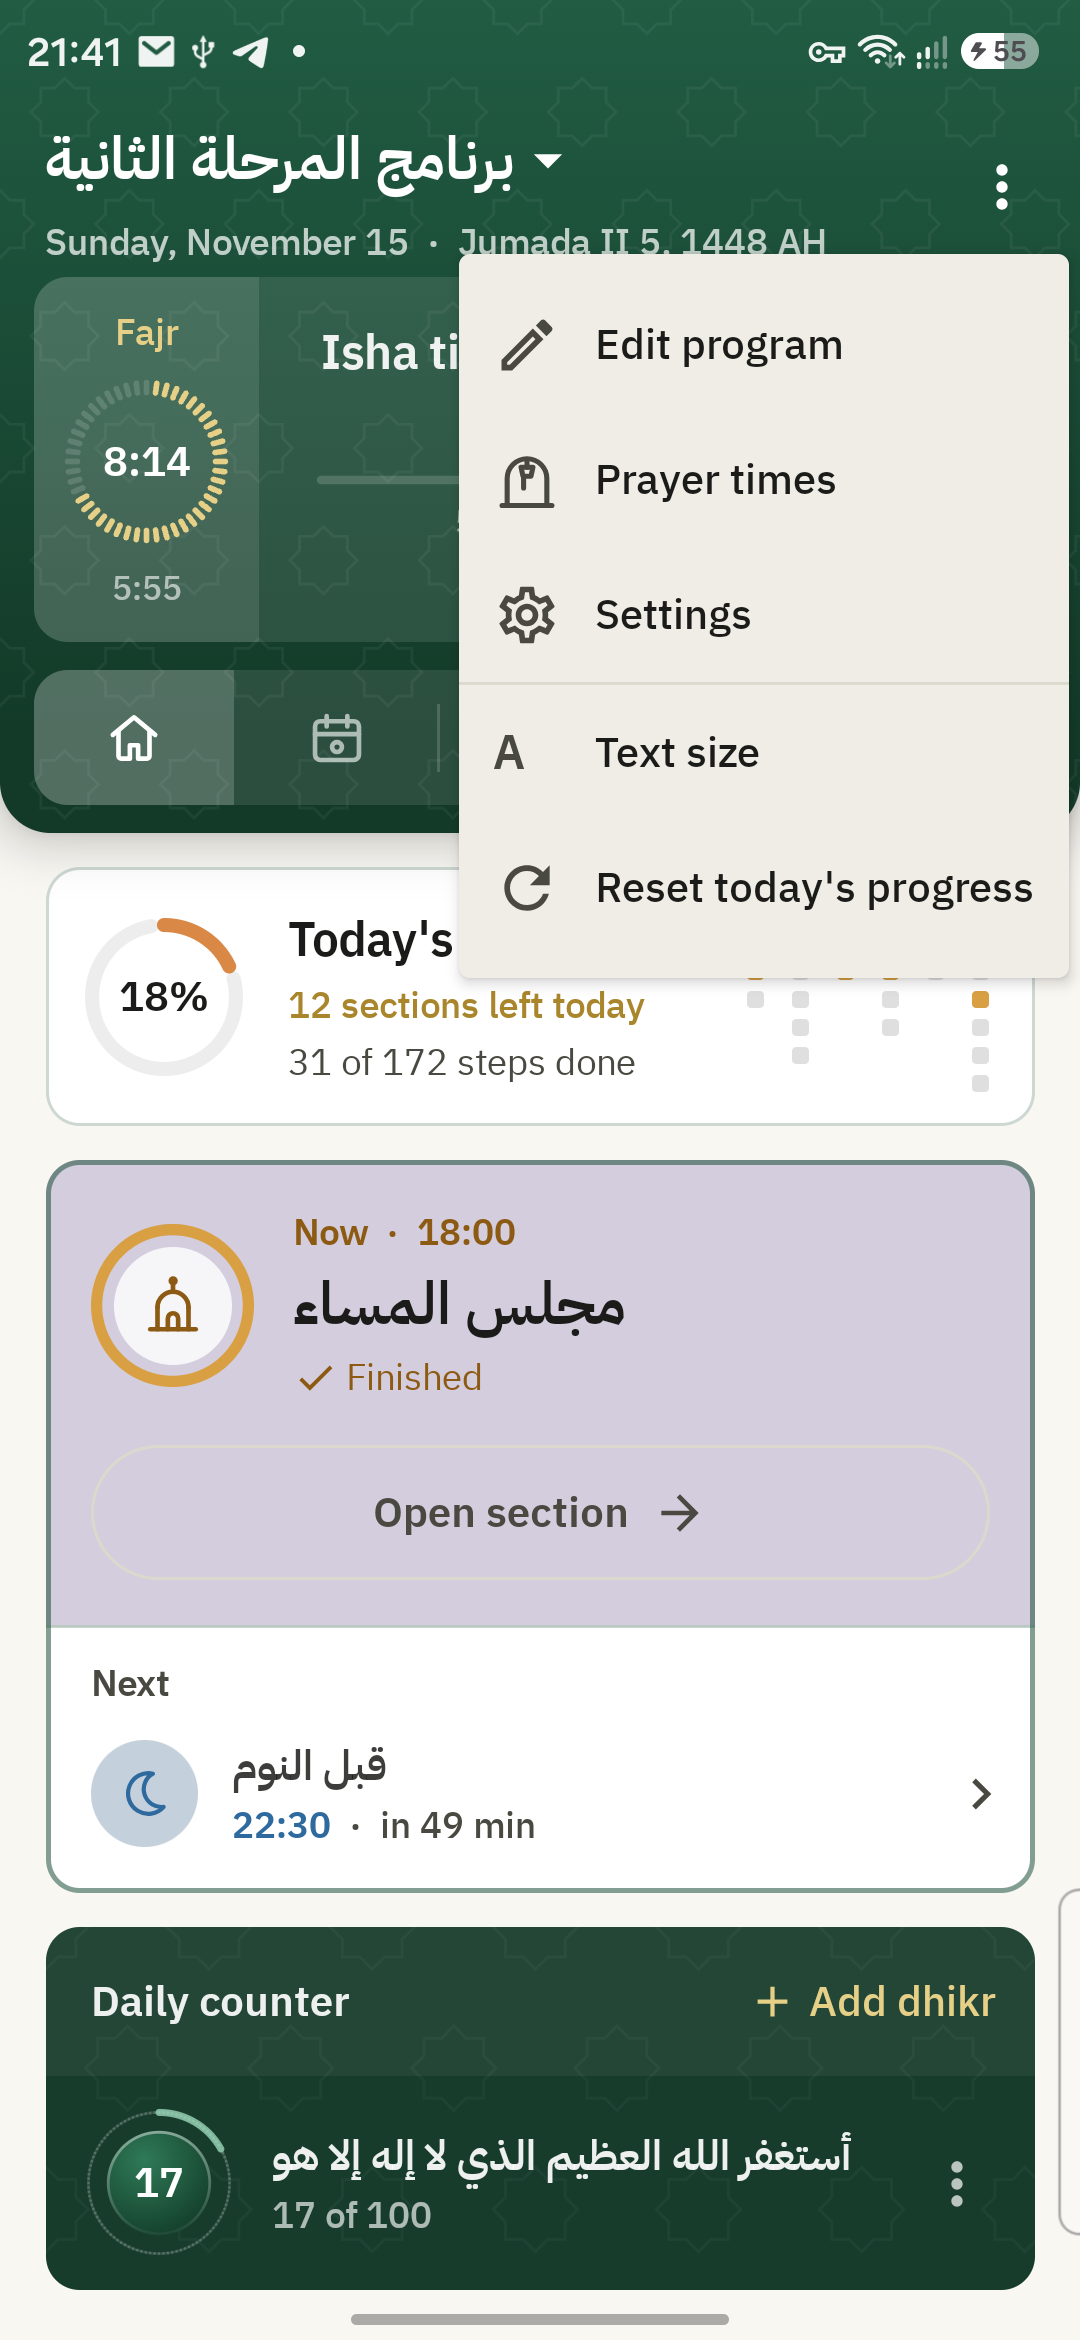 21:41
55
برنامج المرحلة الثانية
Sunday, November 15 · Jumada II 5, 1448 AH
Fajr
8:14
5:55
Isha ti
Edit program
Prayer times
Settings
A Text size
Reset today's progress
18%
Today's
12 sections left today
31 of 172 steps done
Now · 18:00
مجلس المساء
Finished
Open section
Next
قبل النوم
22:30 · in 49 min
Daily counter
Add dhikr
17
أستغفر الله العظيم الذي لا إله إلا هو
17 of 100